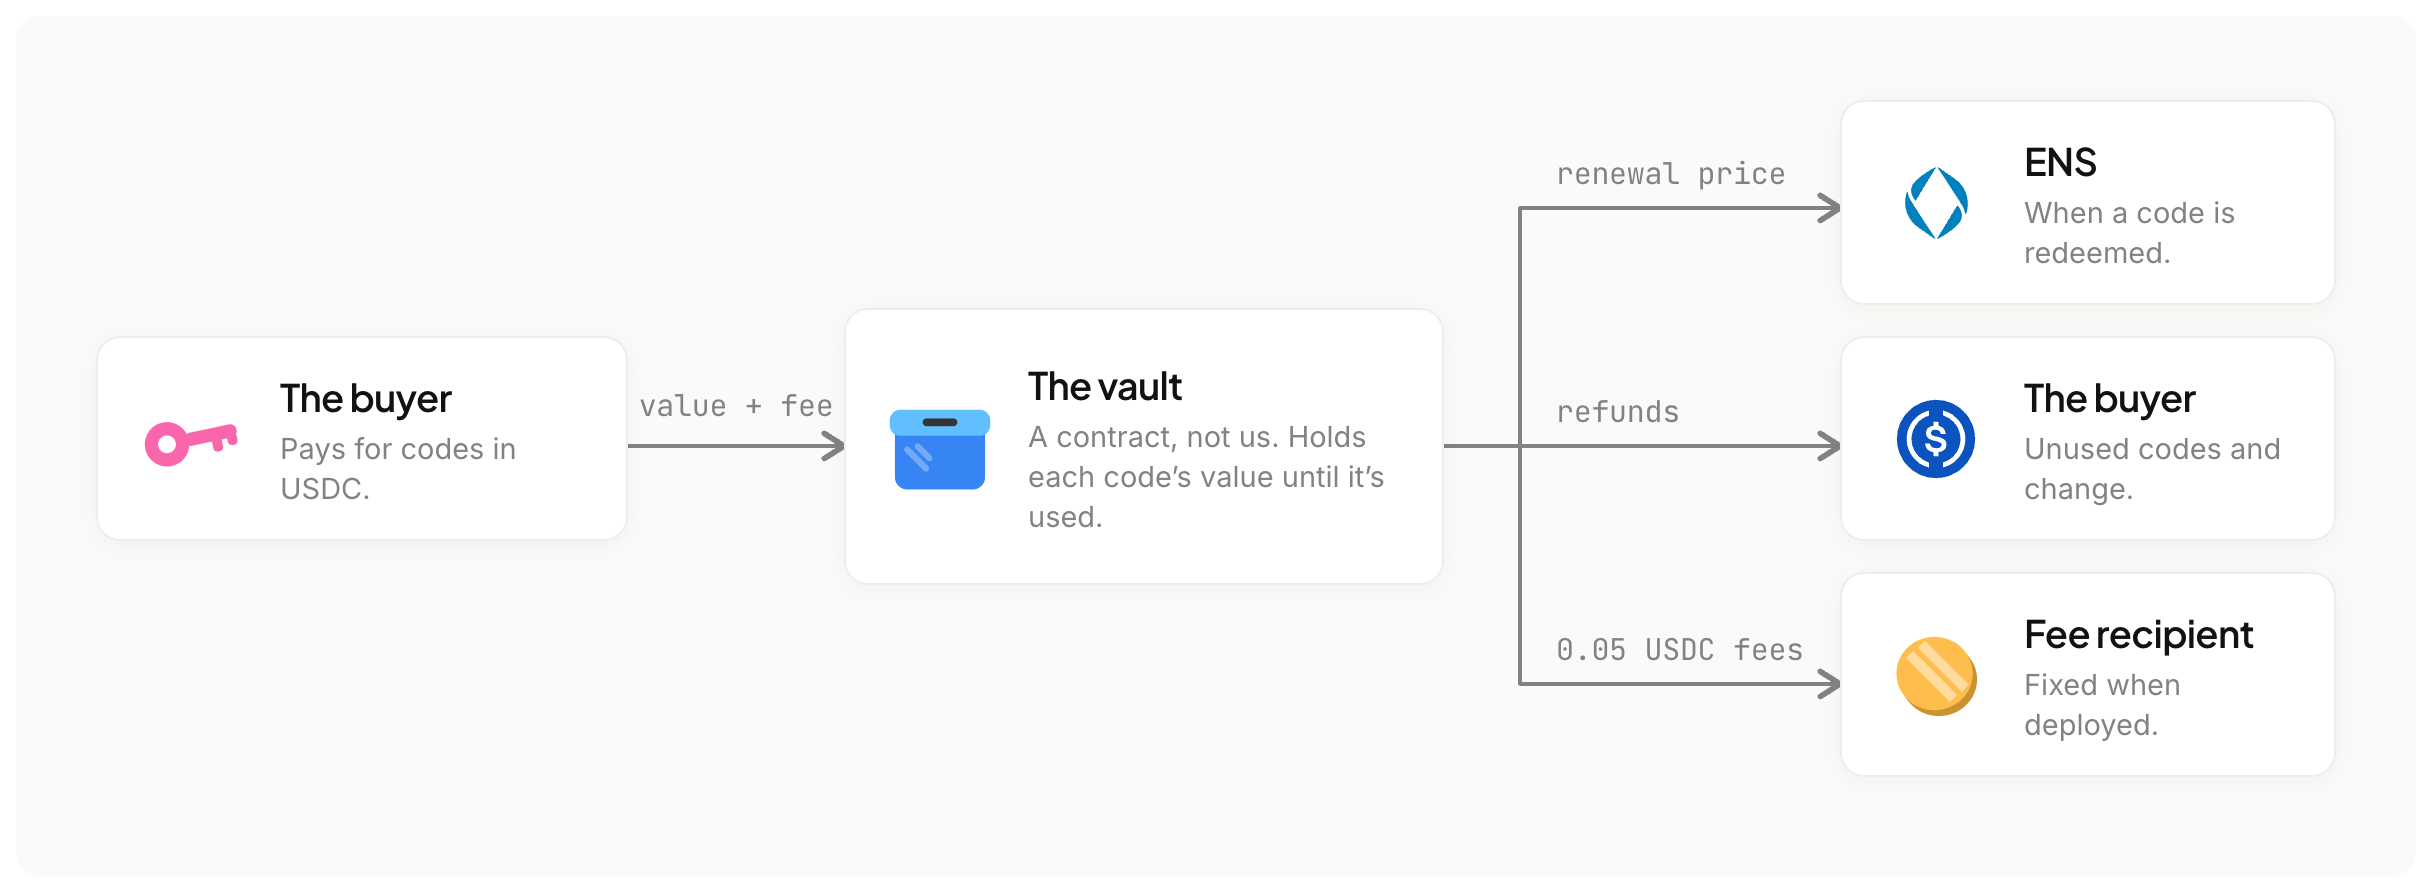 The buyer
Pays for codes in
USDC.
value + fee
The vault
A contract, not us. Holds
each code’s value until it’s
used.
renewal price
ENS
When a code is
redeemed.
refunds
The buyer
Unused codes and
change.
0.05 USDC fees
Fee recipient
Fixed when
deployed.